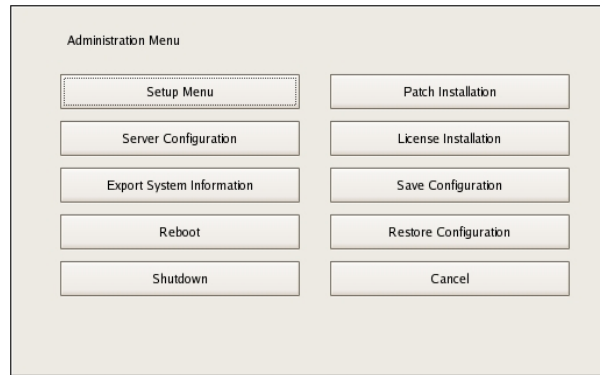 Administration Menu
Setup Menu
Patch Installation
Server Configuration
License Installation
Export System Information
Save Configuration
Reboot
Restore Configuration
Shutdown
Cancel